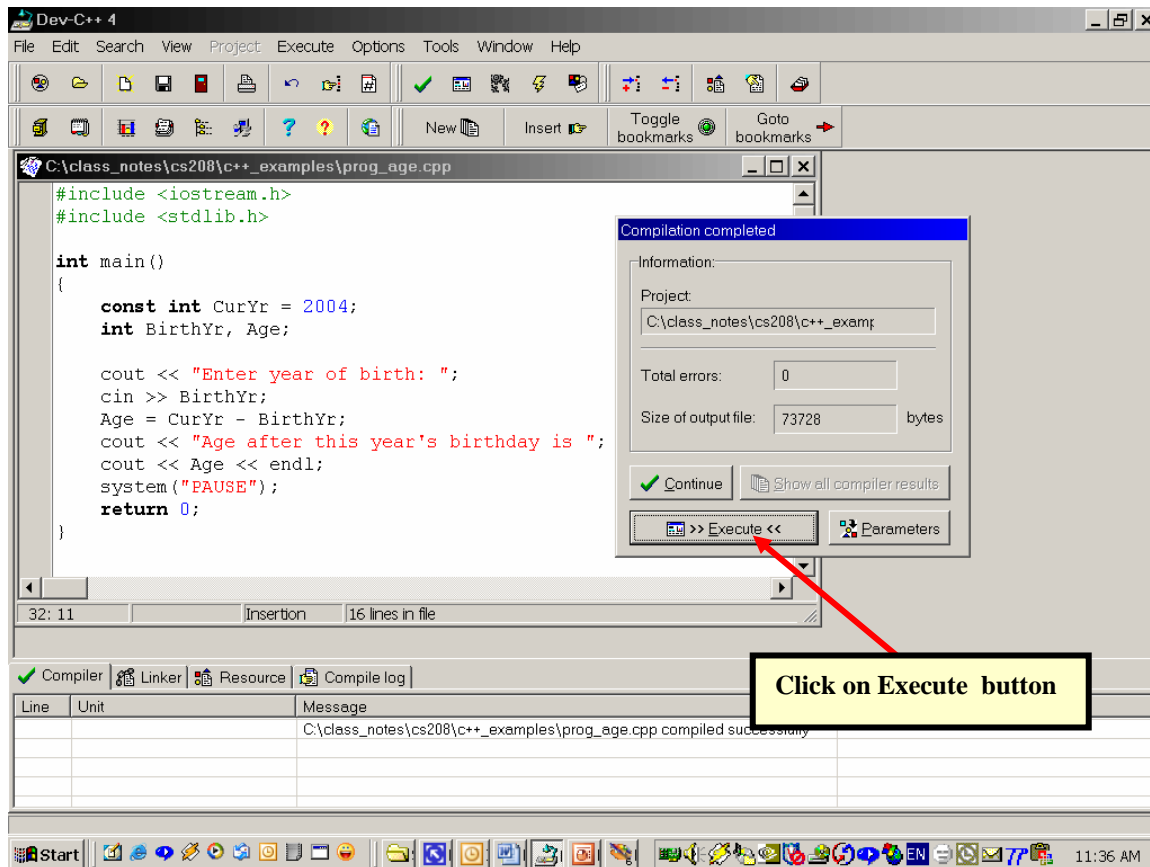 Dev-C++ 4
File Edit Search View Project Execute Options Tools Window Help
New Insert Toggle bookmarks Goto bookmarks
C:\class_notes\cs208\c++_examples\prog_age.cpp
#include <iostream.h>
#include <stdlib.h>
int main()
{
const int CurYr = 2004;
int BirthYr, Age;
cout << "Enter year of birth: ";
cin >> BirthYr;
Age = CurYr - BirthYr;
cout << "Age after this year's birthday is ";
cout << Age << endl;
system("PAUSE");
return 0;
}
32: 11 Insertion 16 lines in file
Compilation completed
Information:
Project:
C:\class_notes\cs208\c++_examp
Total errors: 0
Size of output file: 73728 bytes
Continue Show all compiler results
>> Execute << Parameters
Click on Execute button
Compiler Linker Resource Compile log
Line Unit Message
C:\class_notes\cs208\c++_examples\prog_age.cpp compiled successfully
Start EN 11:36 AM